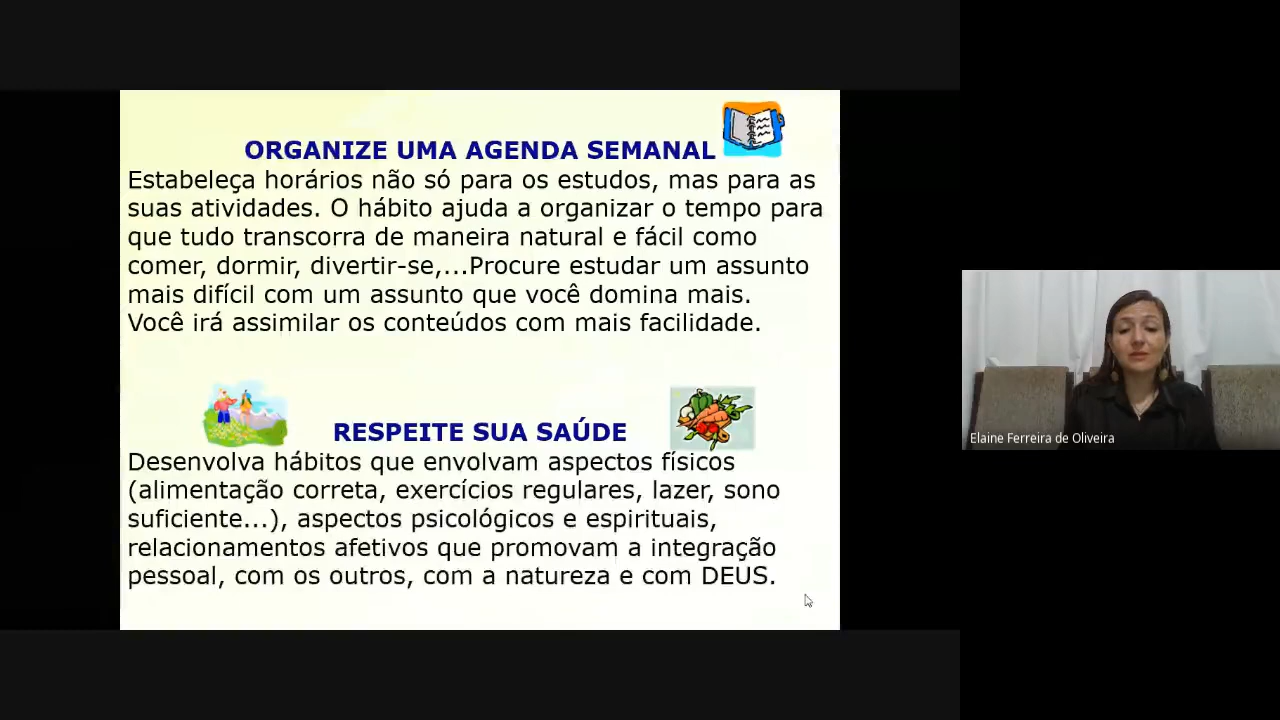 ORGANIZE UMA AGENDA SEMANAL
Estabeleça horários não só para os estudos, mas para as
suas atividades. O hábito ajuda a organizar o tempo para
que tudo transcorra de maneira natural e fácil como
comer, dormir, divertir-se,...Procure estudar um assunto
mais difícil com um assunto que você domina mais.
Você irá assimilar os conteúdos com mais facilidade.
RESPEITE SUA SAÚDE
Desenvolva hábitos que envolvam aspectos físicos
(alimentação correta, exercícios regulares, lazer, sono
suficiente...), aspectos psicológicos e espirituais,
relacionamentos afetivos que promovam a integração
pessoal, com os outros, com a natureza e com DEUS.
Elaine Ferreira de Oliveira